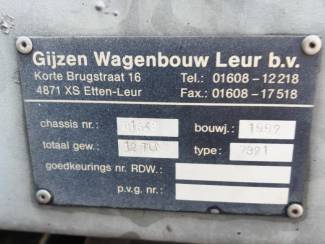 Gijzen Wagenbouw Leur b.v.
Korte Brugstraat 16 Tel.: 01608-12218
4871 XS Etten-Leur Fax.: 01608-17518
chassis nr.: bouwj.:
totaal gew.: type:
goedkeurings nr. RDW.:
p.v.g. nr.: